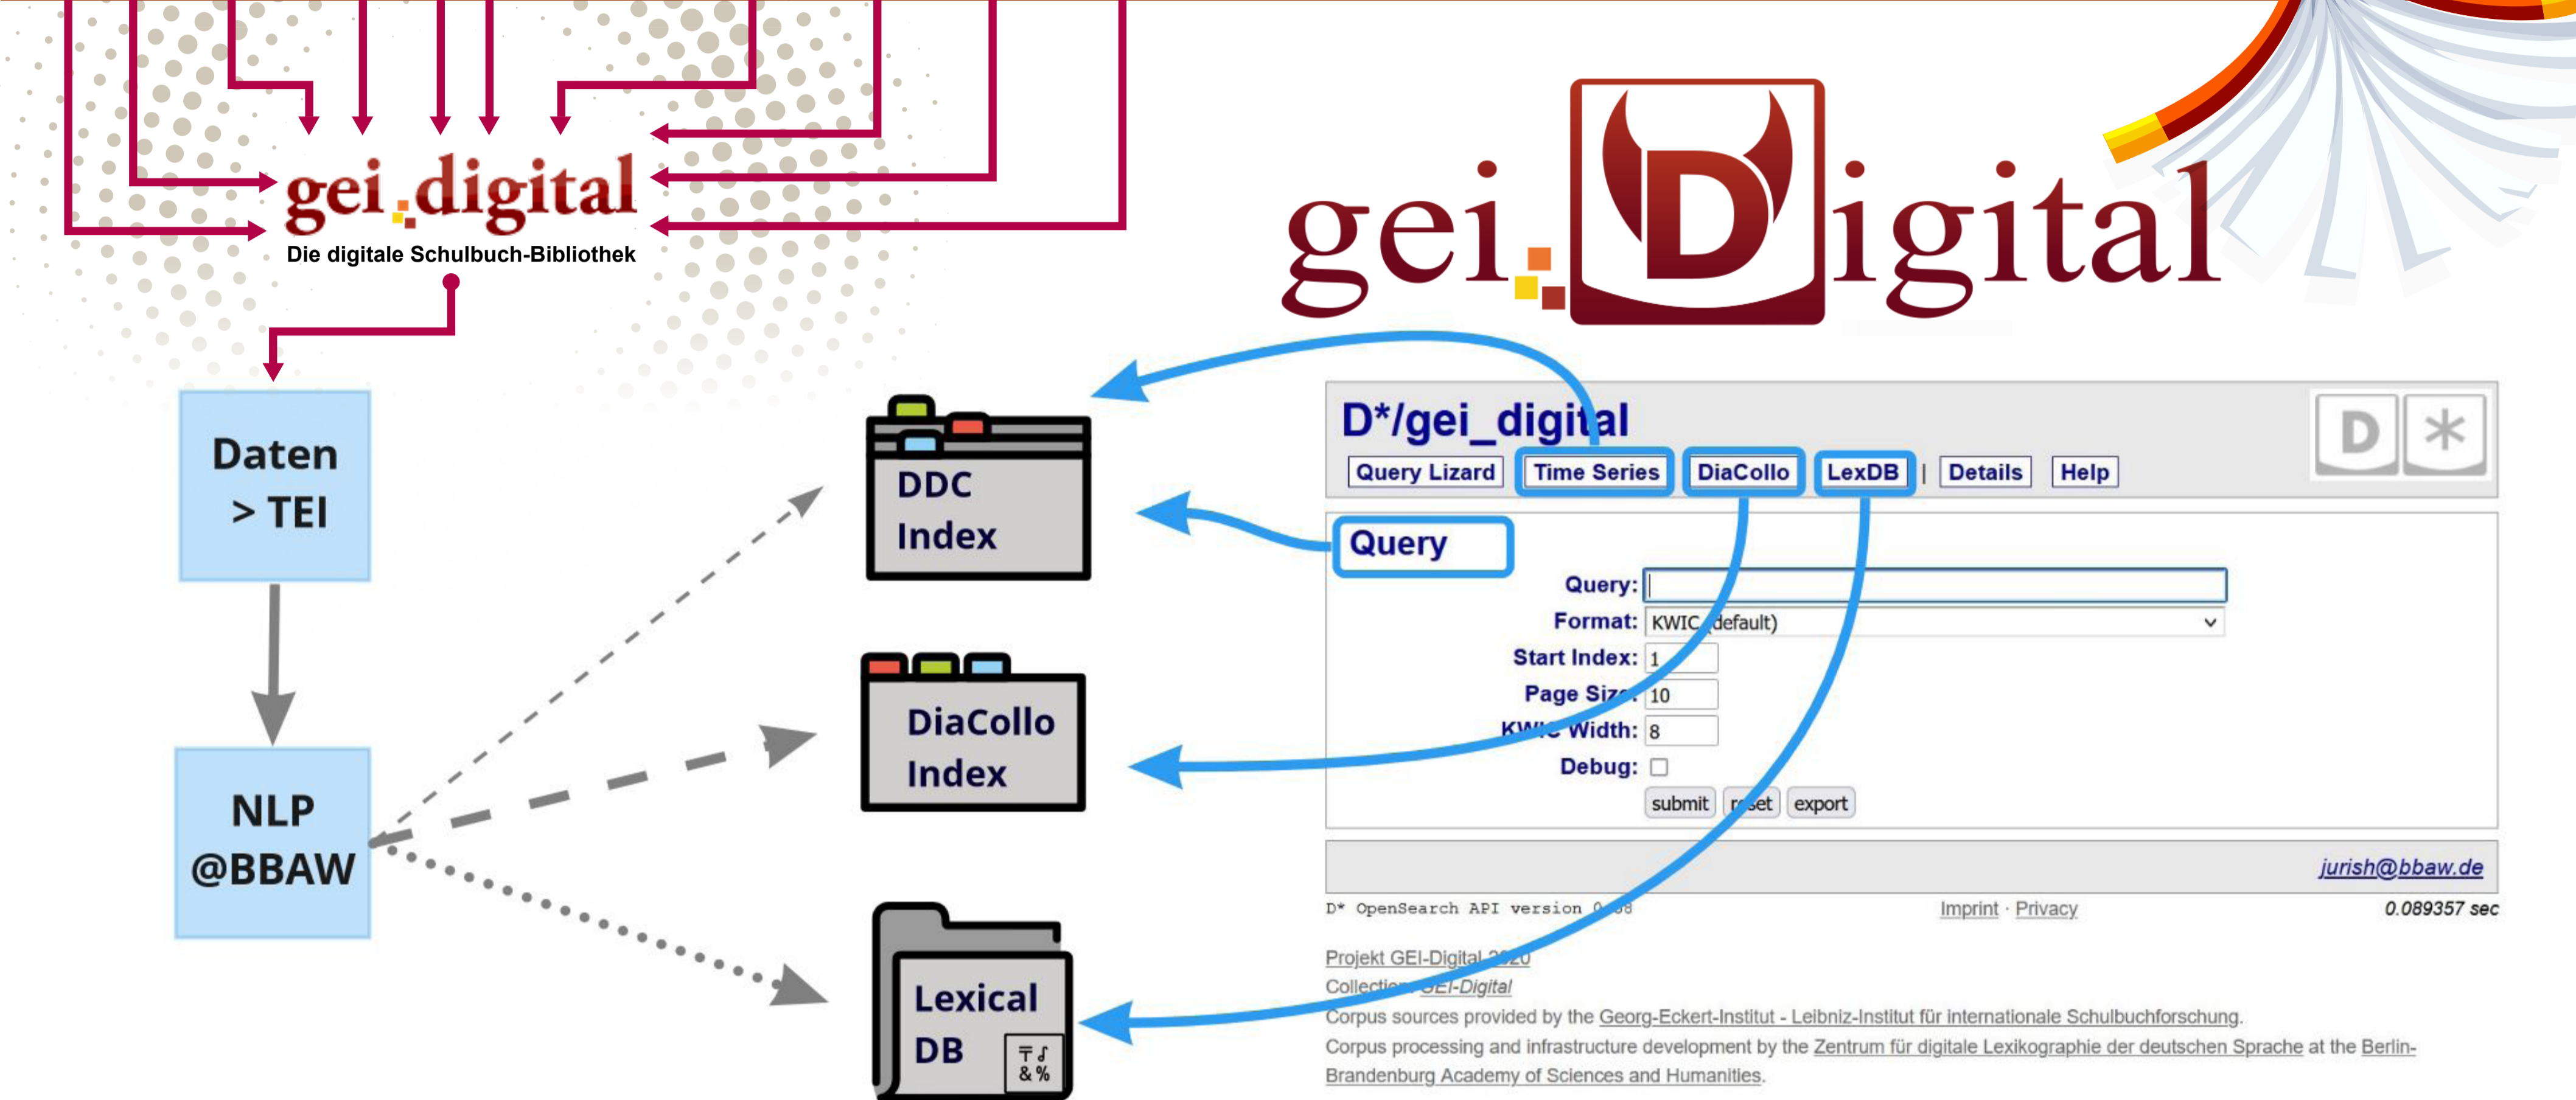 gei.digital
Die digitale Schulbuch-Bibliothek
gei.Digital
Daten
> TEI
NLP
@BBAW
DDC
Index
DiaCollo
Index
Lexical
DB
&%
D*/gei_digital
D *
Query Lizard Time Series DiaCollo LexDB | Details Help
Query
Query:
Format: KWIC (default)
Start Index: 1
Page Size: 10
KWIC Width: 8
Debug:
submit reset export
jurish@bbaw.de
D* OpenSearch API version
Imprint · Privacy
0.089357 sec
Projekt GEI-Digital 2020
Collection: GEI-Digital
Corpus sources provided by the Georg-Eckert-Institut - Leibniz-Institut für internationale Schulbuchforschung.
Corpus processing and infrastructure development by the Zentrum für digitale Lexikographie der deutschen Sprache at the Berlin-
Brandenburg Academy of Sciences and Humanities.